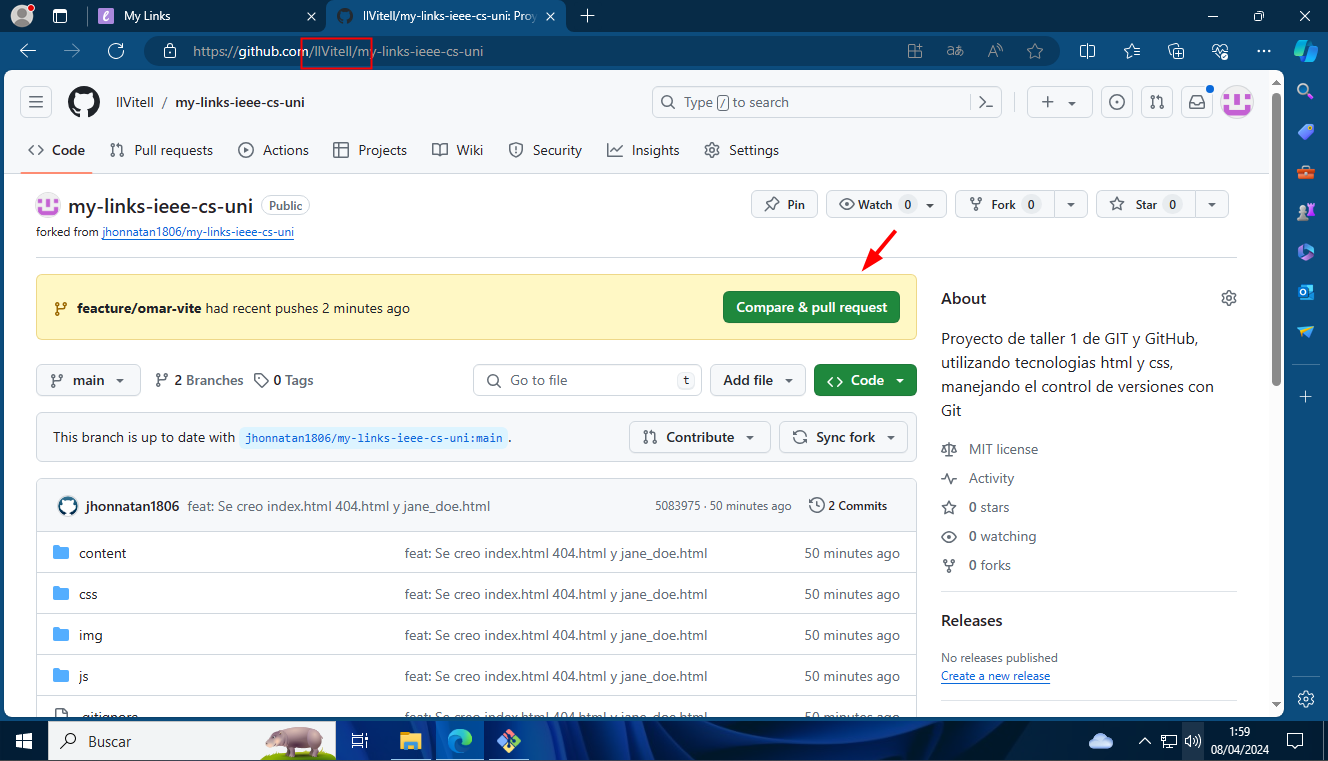 My Links
llVitell/my-links-ieee-cs-uni: Proy
https://github.com/llVitell/my-links-ieee-cs-uni
llVitell / my-links-ieee-cs-uni
Type / to search
Code
Pull requests
Actions
Projects
Wiki
Security
Insights
Settings
my-links-ieee-cs-uni Public
Pin
Watch 0
Fork 0
Star 0
forked from jhonnatan1806/my-links-ieee-cs-uni
feacture/omar-vite had recent pushes 2 minutes ago
Compare & pull request
main
2 Branches
0 Tags
Go to file t
Add file
Code
This branch is up to date with jhonnatan1806/my-links-ieee-cs-uni:main .
Contribute
Sync fork
jhonnatan1806 feat: Se creo index.html 404.html y jane_doe.html 5083975 · 50 minutes ago 2 Commits
content feat: Se creo index.html 404.html y jane_doe.html 50 minutes ago
css feat: Se creo index.html 404.html y jane_doe.html 50 minutes ago
img feat: Se creo index.html 404.html y jane_doe.html 50 minutes ago
js feat: Se creo index.html 404.html y jane_doe.html 50 minutes ago
.gitignore feat: Se creo index.html 404.html y jane_doe.html 50 minutes ago
About
Proyecto de taller 1 de GIT y GitHub,
utilizando tecnologias html y css,
manejando el control de versiones con
Git
MIT license
Activity
0 stars
0 watching
0 forks
Releases
No releases published
Create a new release
Buscar
1:59
08/04/2024